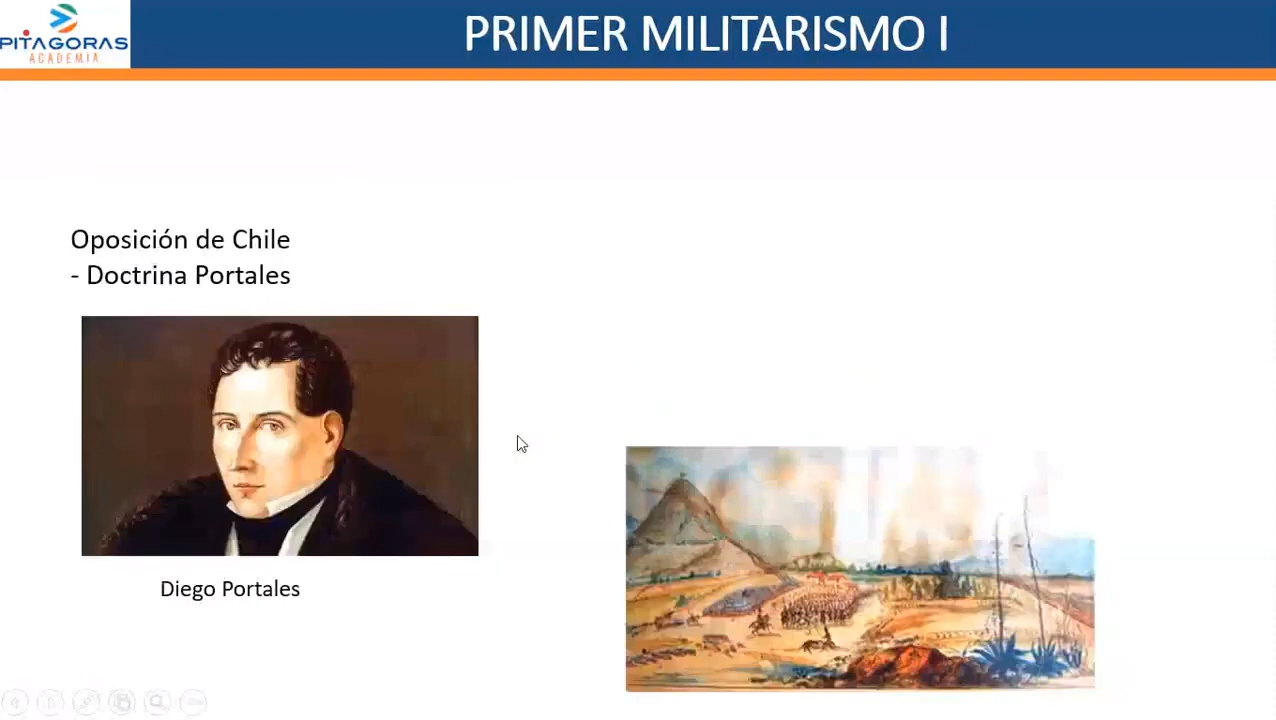 PITAGORAS
ACADEMIA
PRIMER MILITARISMO I
Oposición de Chile
- Doctrina Portales
Diego Portales